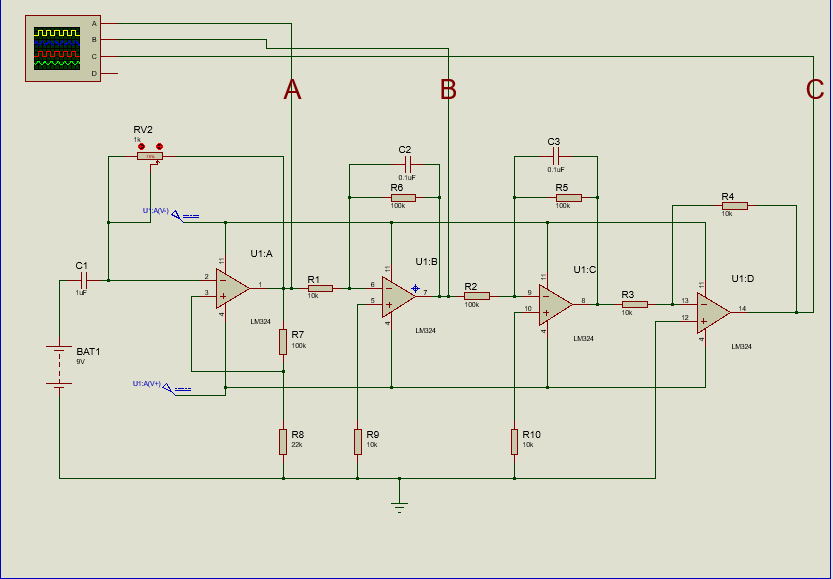 A
B
C
D
A
B
C
RV2
1k
C2
0.1uF
C3
0.1uF
R6
100k
R5
100k
R4
10k
U1:A(V-)
C1
1uF
U1:A
11
2
3
1
4
LM324
R1
10k
U1:B
11
6
5
7
4
LM324
R2
100k
U1:C
11
9
10
8
4
LM324
R3
10k
U1:D
11
13
12
14
4
LM324
R7
100k
BAT1
9V
U1:A(V+)
R8
22k
R9
10k
R10
10k